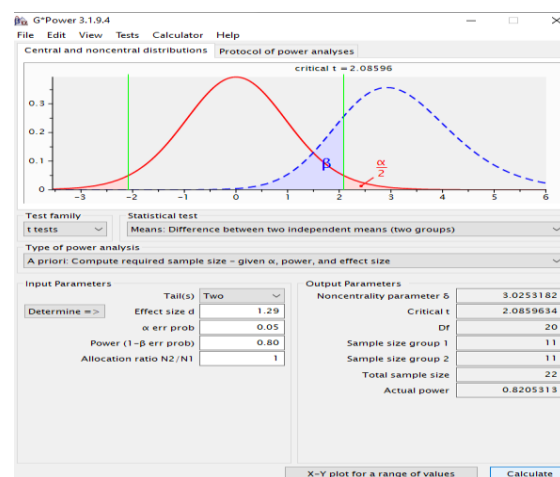 G*Power 3.1.9.4
File Edit View Tests Calculator Help
Central and noncentral distributions Protocol of power analyses
critical t = 2.08596
0.3
0.2
0.1
0
β
α
2
−3 −2 −1 0 1 2 3 4 5 6
Test family Statistical test
t tests Means: Difference between two independent means (two groups)
Type of power analysis
A priori: Compute required sample size – given α, power, and effect size
Input Parameters Output Parameters
Tail(s) Two Noncentrality parameter δ 3.0253182
Determine => Effect size d 1.29 Critical t 2.0859634
α err prob 0.05 Df 20
Power (1−β err prob) 0.80 Sample size group 1 11
Allocation ratio N2/N1 1 Sample size group 2 11
Total sample size 22
Actual power 0.8205313
X−Y plot for a range of values Calculate